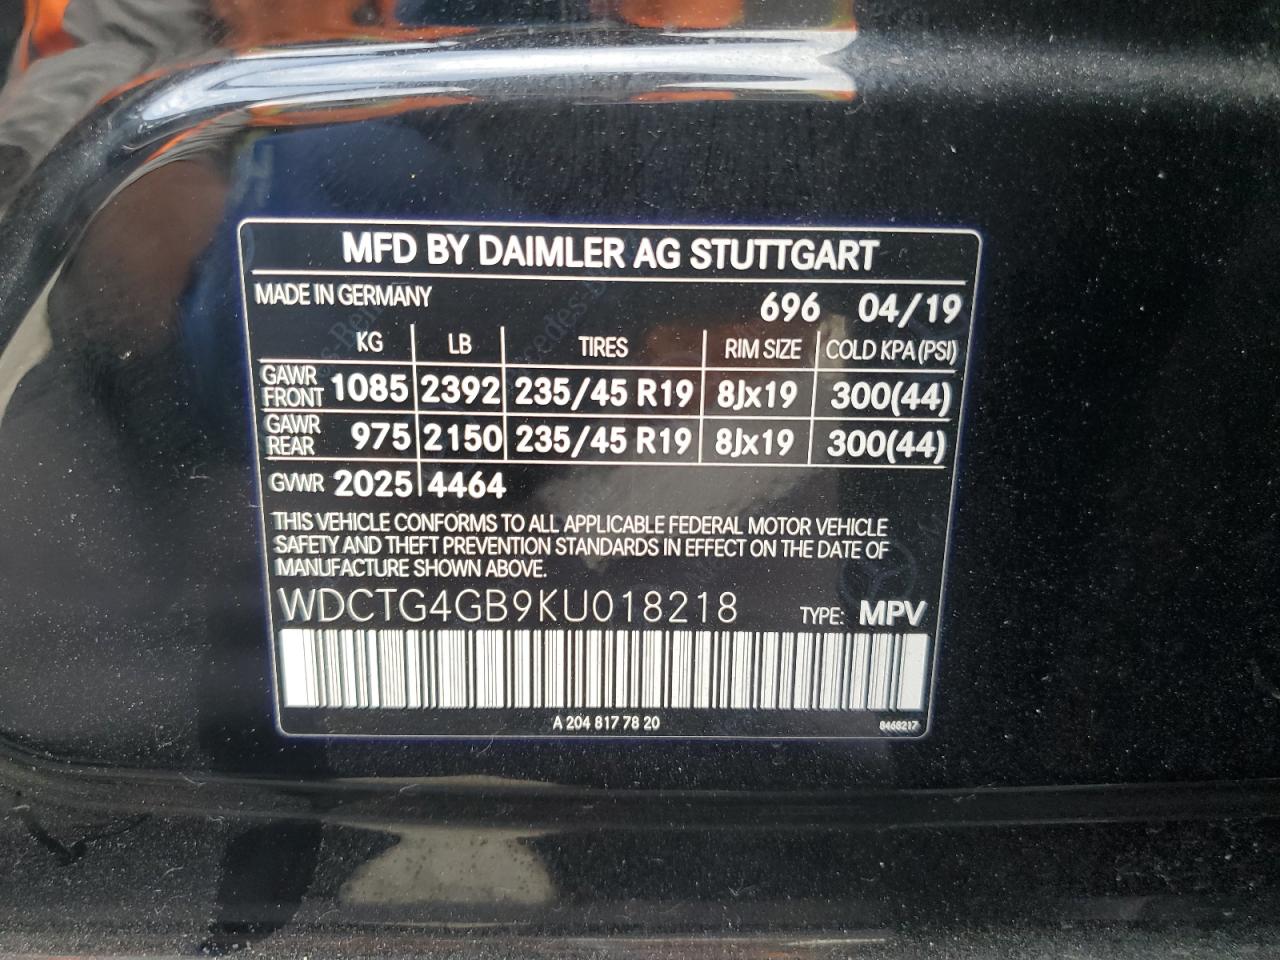 MFD BY DAIMLER AG STUTTGART
MADE IN GERMANY 696 04/19
KG LB TIRES RIM SIZE COLD KPA (PSI)
GAWR FRONT 1085 2392 235/45 R19 8Jx19 300(44)
GAWR REAR 975 2150 235/45 R19 8Jx19 300(44)
GVWR 2025 4464
THIS VEHICLE CONFORMS TO ALL APPLICABLE FEDERAL MOTOR VEHICLE
SAFETY AND THEFT PREVENTION STANDARDS IN EFFECT ON THE DATE OF
MANUFACTURE SHOWN ABOVE.
WDCTG4GB9KU018218 TYPE: MPV
A 204 817 78 20 8468217